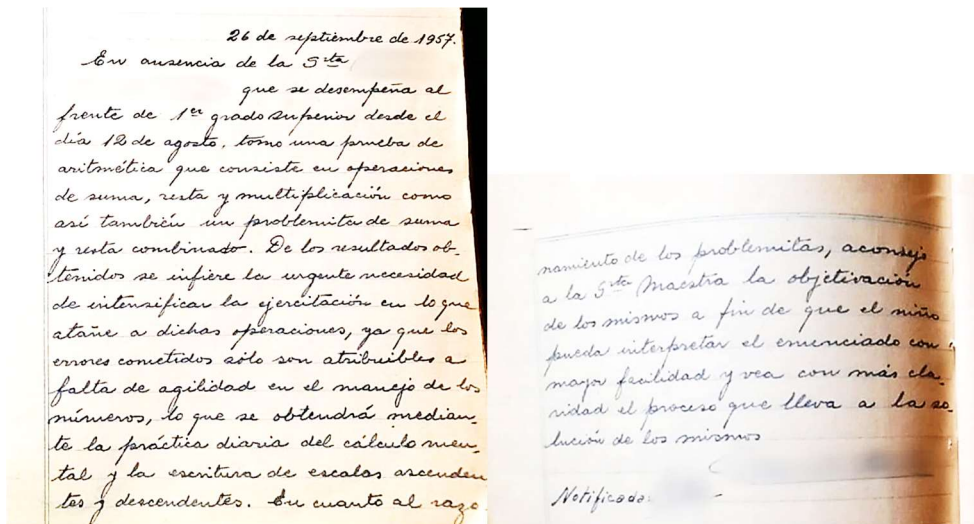 26 de septiembre de 1957.
En ausencia de la Sta
que se desempeña al
frente de 1er grado superior desde el
día 12 de agosto, tomo una prueba de
aritmética que consiste en operaciones
de suma, resta y multiplicación como
así también un problemita de suma
y resta combinado. De los resultados ob-
tenidos se infiere la urgente necesidad
de intensificar la ejercitación en lo que
atañe a dichas operaciones, ya que los
errores cometidos sólo son atribuibles a
falta de agilidad en el manejo de los
números, lo que se obtendrá median-
te la práctica diaria del cálculo men-
tal y la escritura de escalas ascenden
tes y descendentes. En cuanto al razo
namiento de los problemitas, aconsejo
a la Srta Maestra la objetivación
de los mismos a fin de que el niño
pueda interpretar el enunciado con
mayor facilidad y vea con más cla-
ridad el proceso que lleva a la so-
lución de los mismos
Notificada: